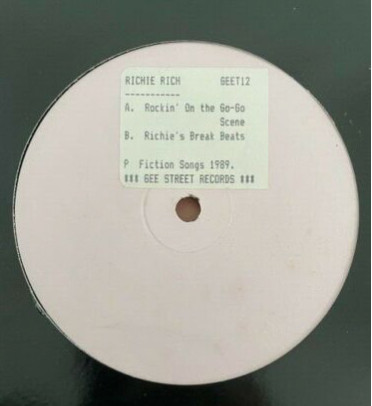 RICHIE RICH GEET12
-----------
A. Rockin' On the Go-Go
Scene
B. Richie's Break Beats
P Fiction Songs 1989.
*** GEE STREET RECORDS ***